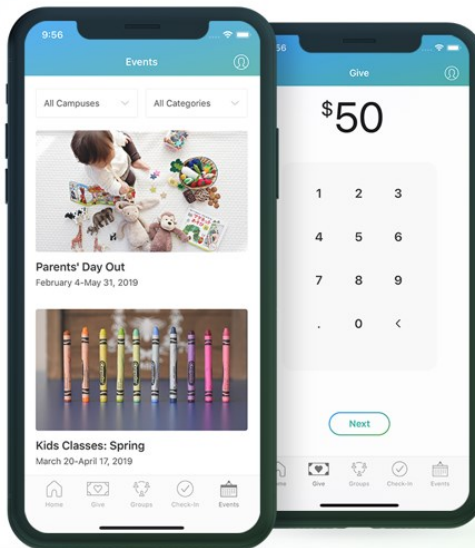 9:56
Events
All Campuses
All Categories
Parents' Day Out
February 4-May 31, 2019
Kids Classes: Spring
March 20-April 17, 2019
Home
Give
Groups
Check-in
Events
56
Give
$50
1 2 3
4 5 6
7 8 9
. 0 <
Next
me
Give
Groups
Check-in
Events